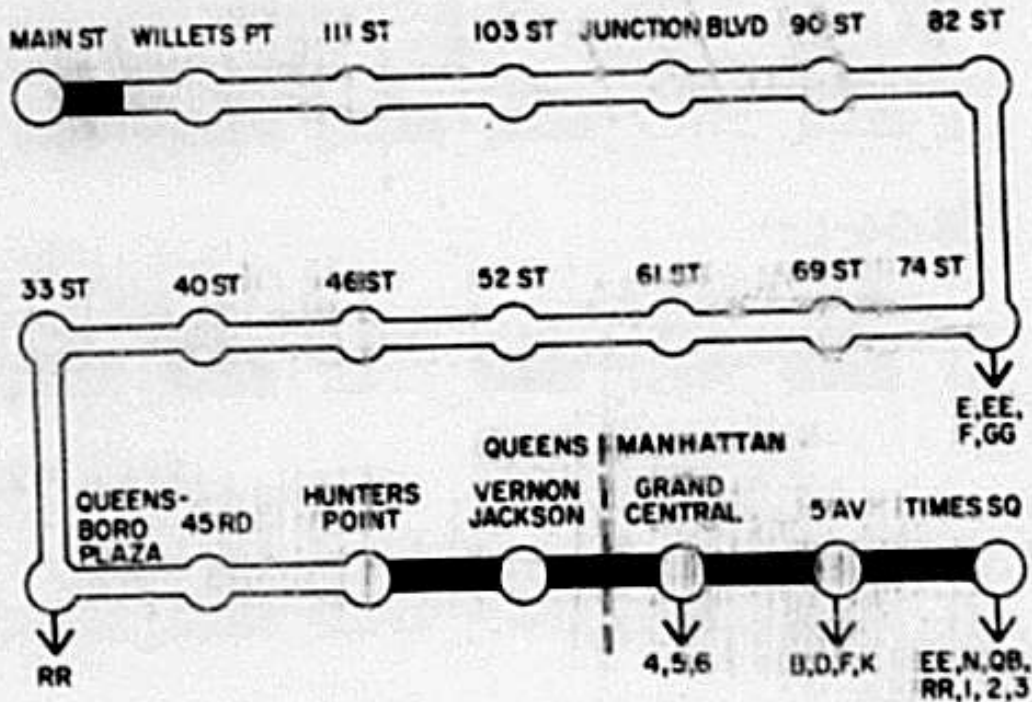 MAIN ST WILLETS PT 111 ST 103 ST JUNCTION BLVD 90 ST 82 ST
33 ST 40 ST 46 ST 52 ST 61 ST 69 ST 74 ST
E,EE,
F,GG
QUEENS MANHATTAN
QUEENS-
BORO
PLAZA
45 RD
HUNTERS
POINT
VERNON
JACKSON
GRAND
CENTRAL
5 AV
TIMES SQ
RR
4,5,6
B,D,F,K
EE,N,QB,
RR,1,2,3